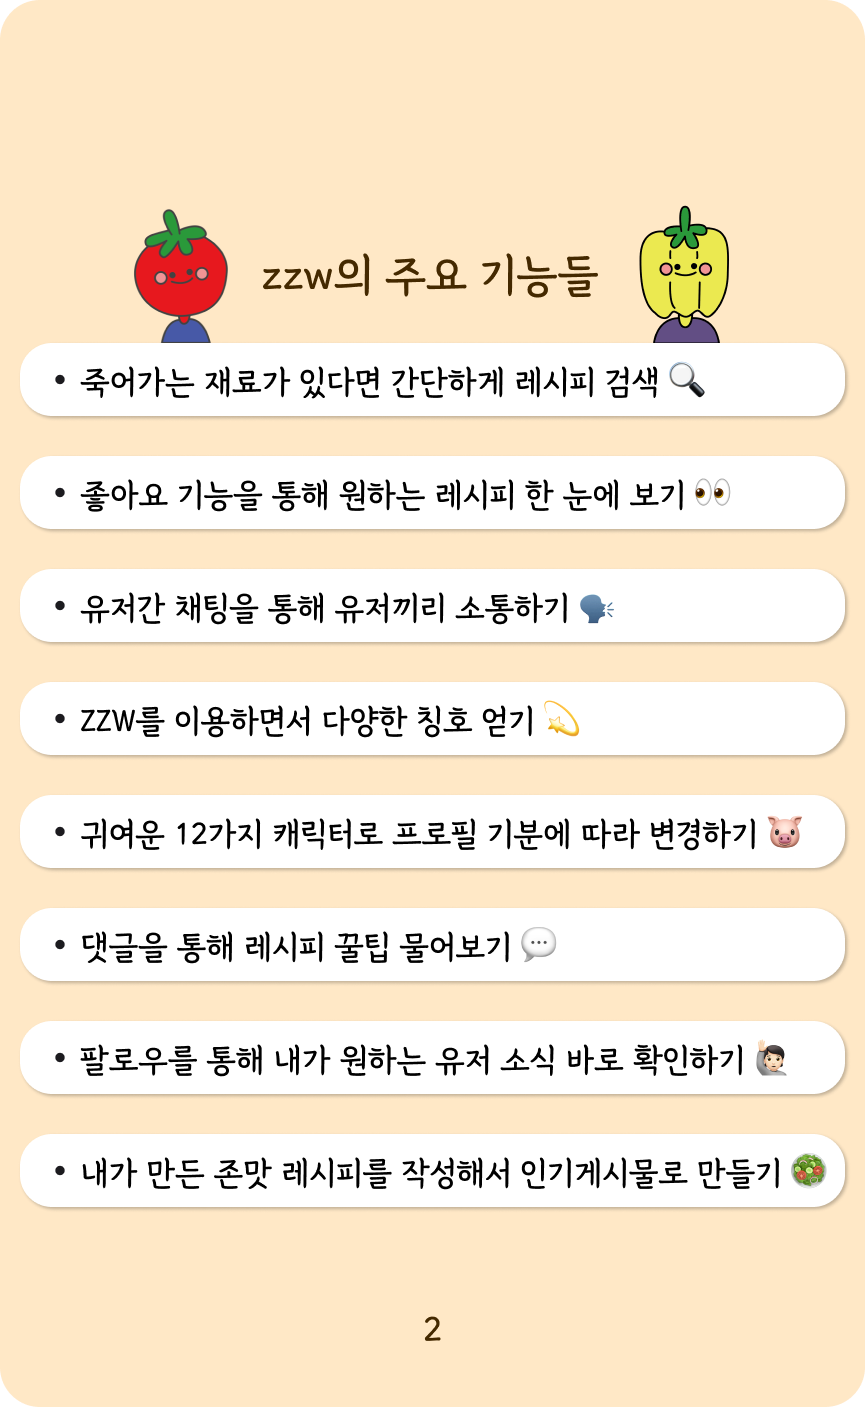 zzw의 주요 기능들
• 죽어가는 재료가 있다면 간단하게 레시피 검색 🔍
• 좋아요 기능을 통해 원하는 레시피 한 눈에 보기 👀
• 유저간 채팅을 통해 유저끼리 소통하기 🗣️
• ZZW를 이용하면서 다양한 칭호 얻기 💫
• 귀여운 12가지 캐릭터로 프로필 기분에 따라 변경하기 🐷
• 댓글을 통해 레시피 꿀팁 물어보기 💬
• 팔로우를 통해 내가 원하는 유저 소식 바로 확인하기 🙋🏻‍♂️
• 내가 만든 존맛 레시피를 작성해서 인기게시물로 만들기 🥗
2